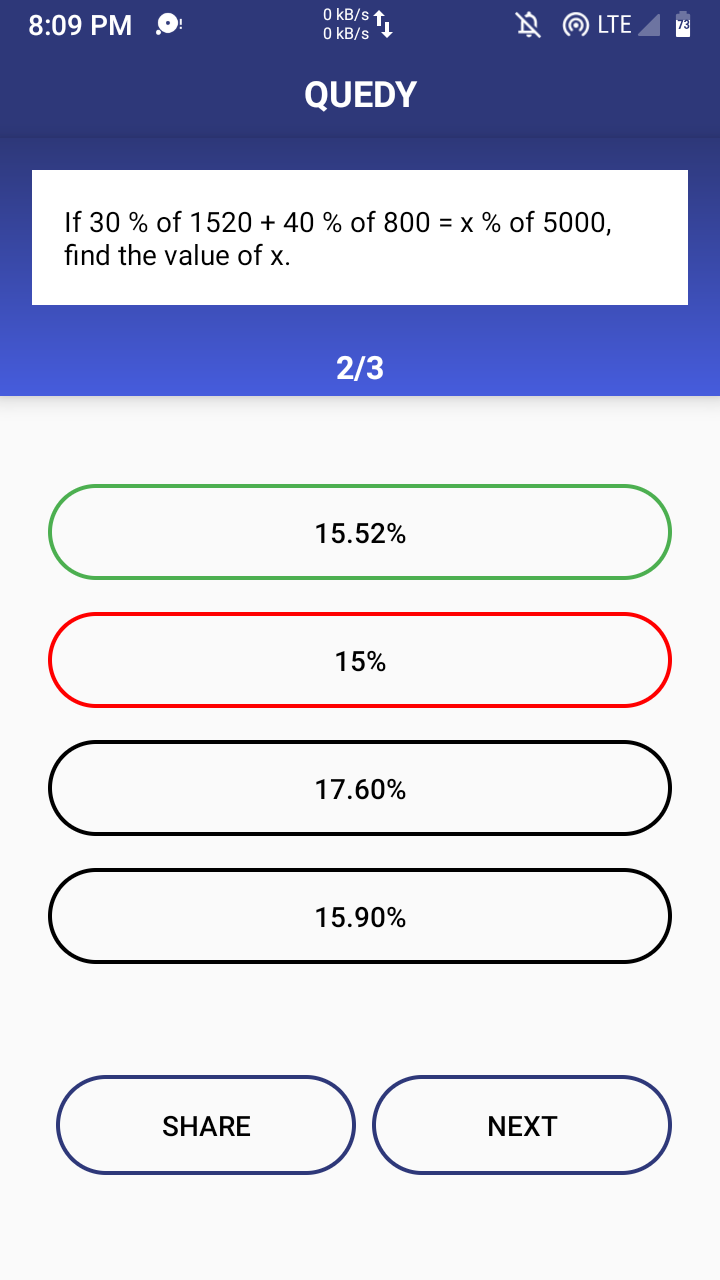 8:09 PM
0 kB/s
0 kB/s
LTE
73
QUEDY
If 30 % of 1520 + 40 % of 800 = x % of 5000,
find the value of x.
2/3
15.52%
15%
17.60%
15.90%
SHARE
NEXT